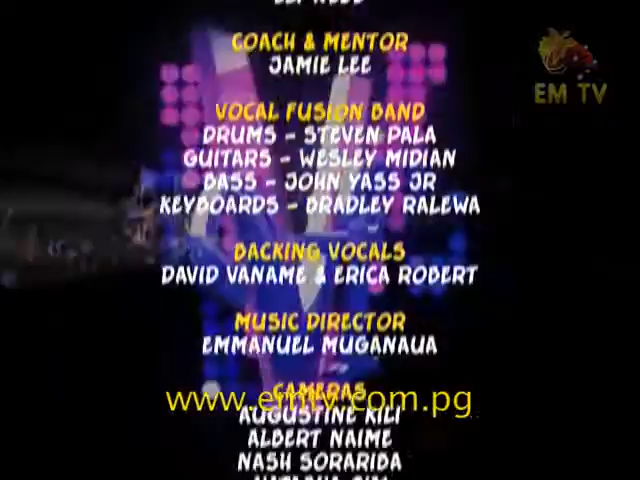 COACH & MENTOR
JAMIE LEE
EM TV
VOCAL FUSION BAND
DRUMS - STEVEN PALA
GUITARS - WESLEY MIDIAN
BASS - JOHN YASS JR
KEYBOARDS - BRADLEY RALEWA
BACKING VOCALS
DAVID VANAME & ERICA ROBERT
MUSIC DIRECTOR
EMMANUEL MUGANAUA
CAMERAS
www.emtv.com.pg
AUGUSTINE KILI
ALBERT NAIME
NASH SORARIDA